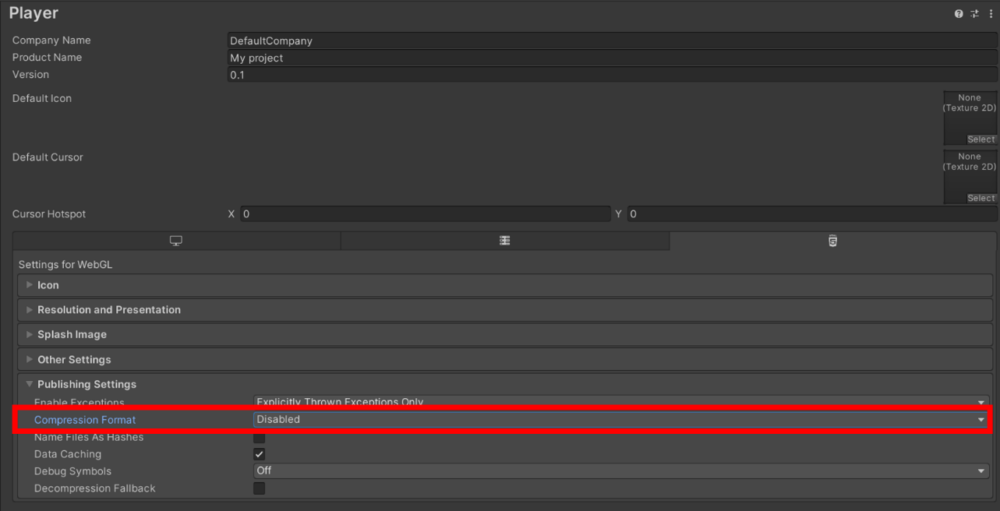 Player
Company Name DefaultCompany
Product Name My project
Version 0.1
Default Icon
None
(Texture 2D)
Select
Default Cursor
None
(Texture 2D)
Select
Cursor Hotspot X 0 Y 0
Settings for WebGL
Icon
Resolution and Presentation
Splash Image
Other Settings
Publishing Settings
Enable Exceptions Explicitly Thrown Exceptions Only
Compression Format Disabled
Name Files As Hashes
Data Caching
Debug Symbols Off
Decompression Fallback